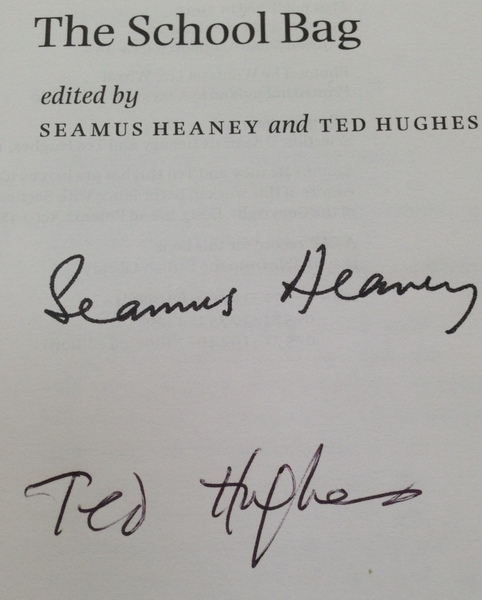 The School Bag
edited by
SEAMUS HEANEY and TED HUGHES
Seamus Heaney
Ted Hughes